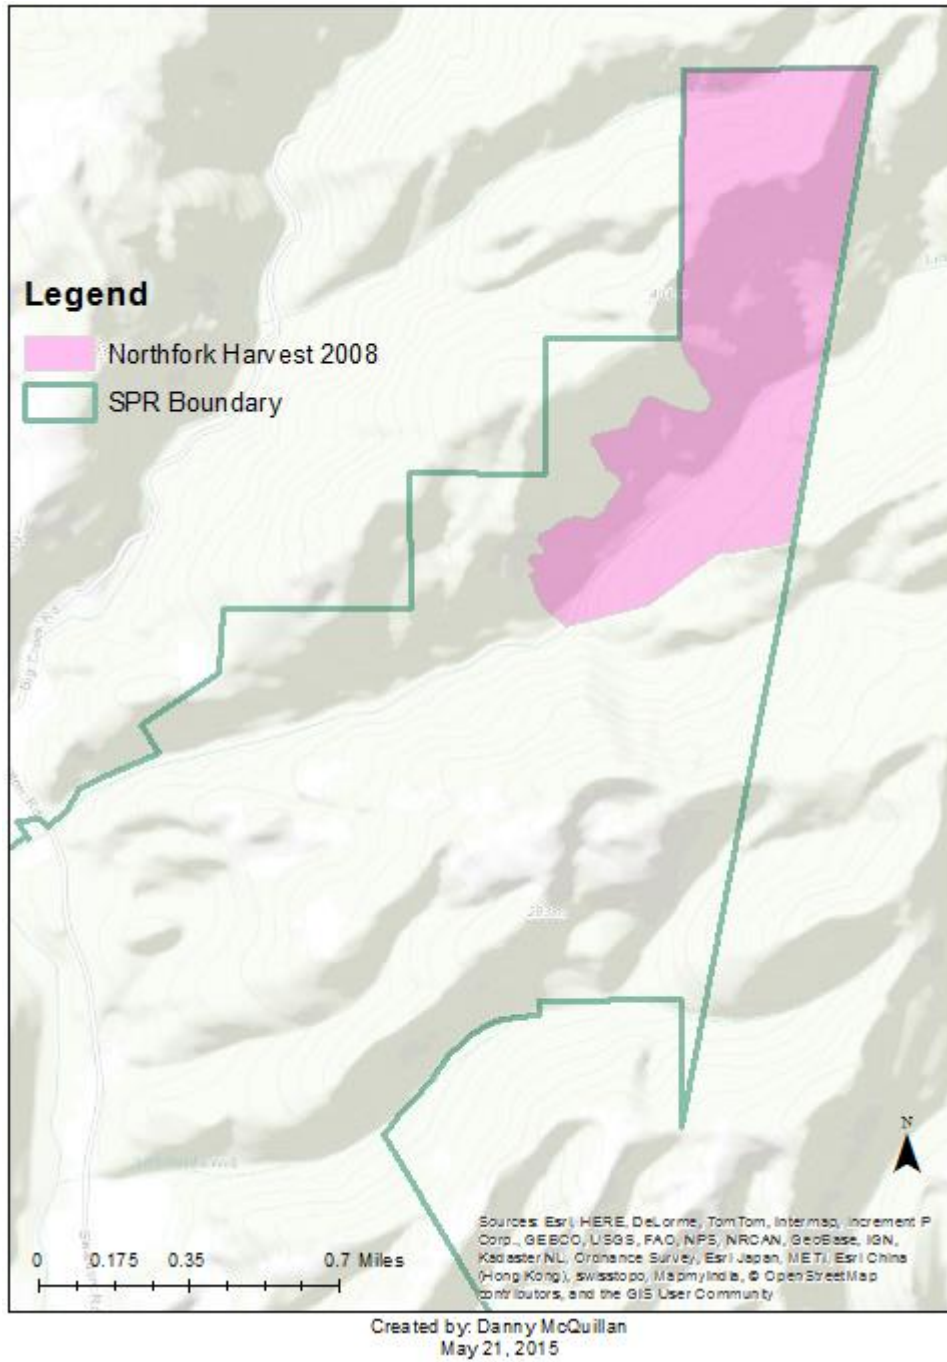 Legend
Northfork Harvest 2008
SPR Boundary
N
0 0.175 0.35 0.7 Miles
Sources: Esri, HERE, DeLorme, TomTom, Intermap, increment P
Corp., GEBCO, USGS, FAO, NPS, NRCAN, GeoBase, IGN,
Kadaster NL, Ordnance Survey, Esri Japan, METI, Esri China
(Hong Kong), swisstopo, MapmyIndia, © OpenStreetMap
contributors, and the GIS User Community
Created by: Danny McQuillan
May 21, 2015